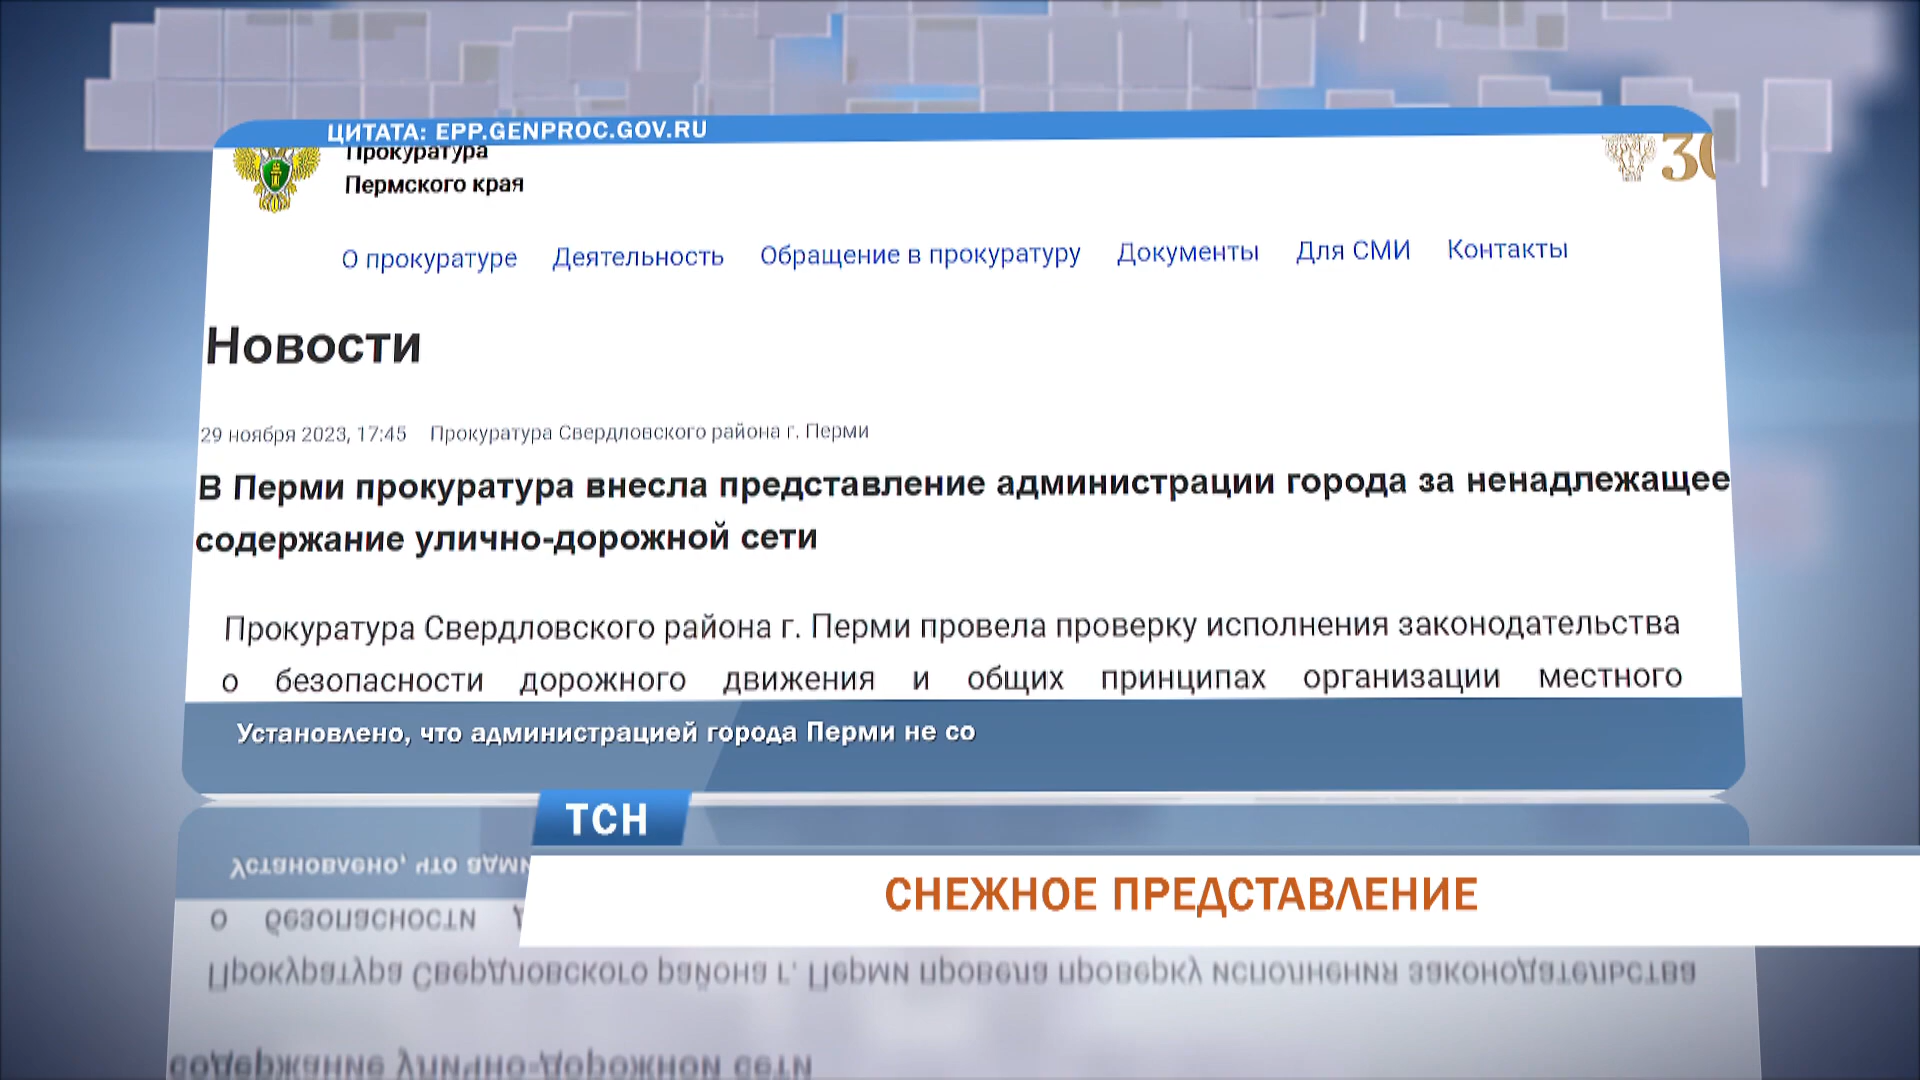 ЦИТАТА: EPP.GENPROC.GOV.RU
Прокуратура
Пермского края
30
О прокуратуре Деятельность Обращение в прокуратуру Документы Для СМИ Контакты
Новости
29 ноября 2023, 17:45 Прокуратура Свердловского района г. Перми
В Перми прокуратура внесла представление администрации города за ненадлежащее
содержание улично-дорожной сети
Прокуратура Свердловского района г. Перми провела проверку исполнения законодательства
о безопасности дорожного движения и общих принципах организации местного
Установлено, что администрацией города Перми не со
ТСН
СНЕЖНОЕ ПРЕДСТАВЛЕНИЕ